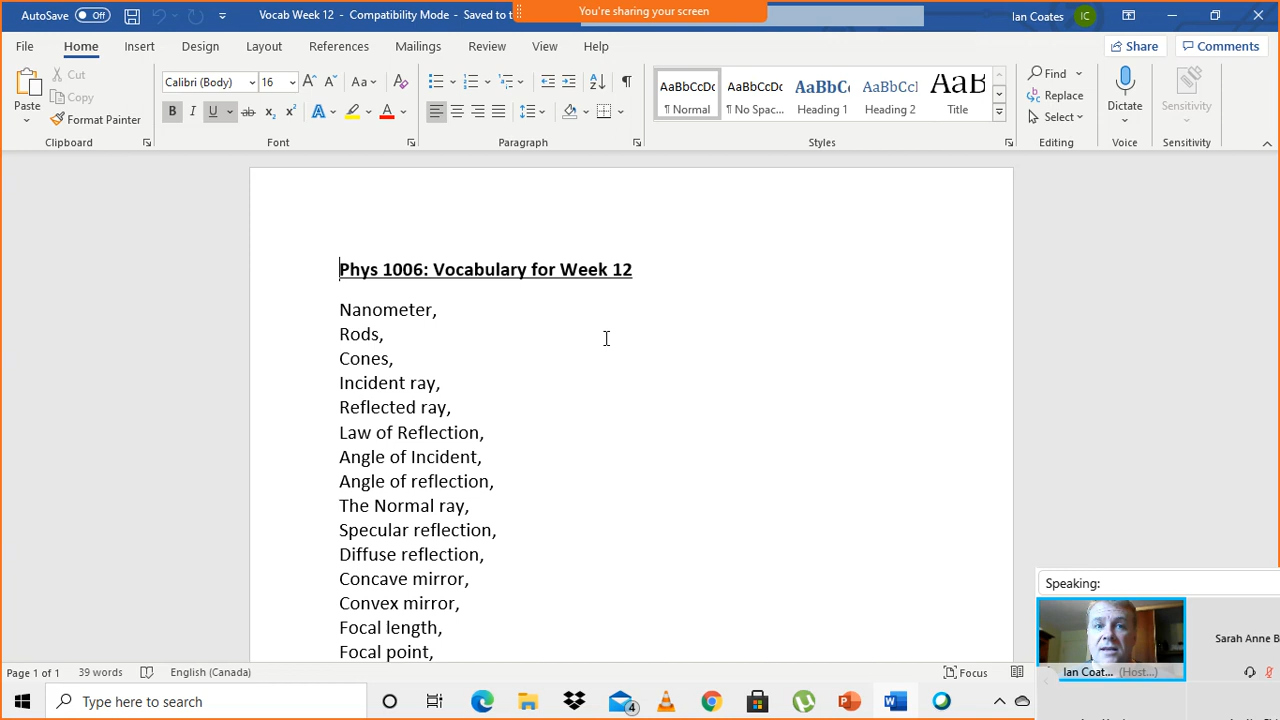 AutoSave Off Vocab Week 12 - Compatibility Mode - Saved to t You're sharing your screen Ian Coates IC
File Home Insert Design Layout References Mailings Review View Help Share Comments
Paste Cut Copy Format Painter
Calibri (Body) 16
AaBbCcDc AaBbCcDc AaBbCc AaBbCcD AaB
¶ Normal ¶ No Spac... Heading 1 Heading 2 Title
Find Replace Select Dictate Sensitivity
Clipboard Font Paragraph Styles Editing Voice Sensitivity
Phys 1006: Vocabulary for Week 12
Nanometer,
Rods,
Cones,
Incident ray,
Reflected ray,
Law of Reflection,
Angle of Incident,
Angle of reflection,
The Normal ray,
Specular reflection,
Diffuse reflection,
Concave mirror,
Convex mirror,
Focal length,
Focal point,
Speaking:
Ian Coat... (Host... Sarah Anne B
Page 1 of 1 39 words English (Canada) Focus
Type here to search 4